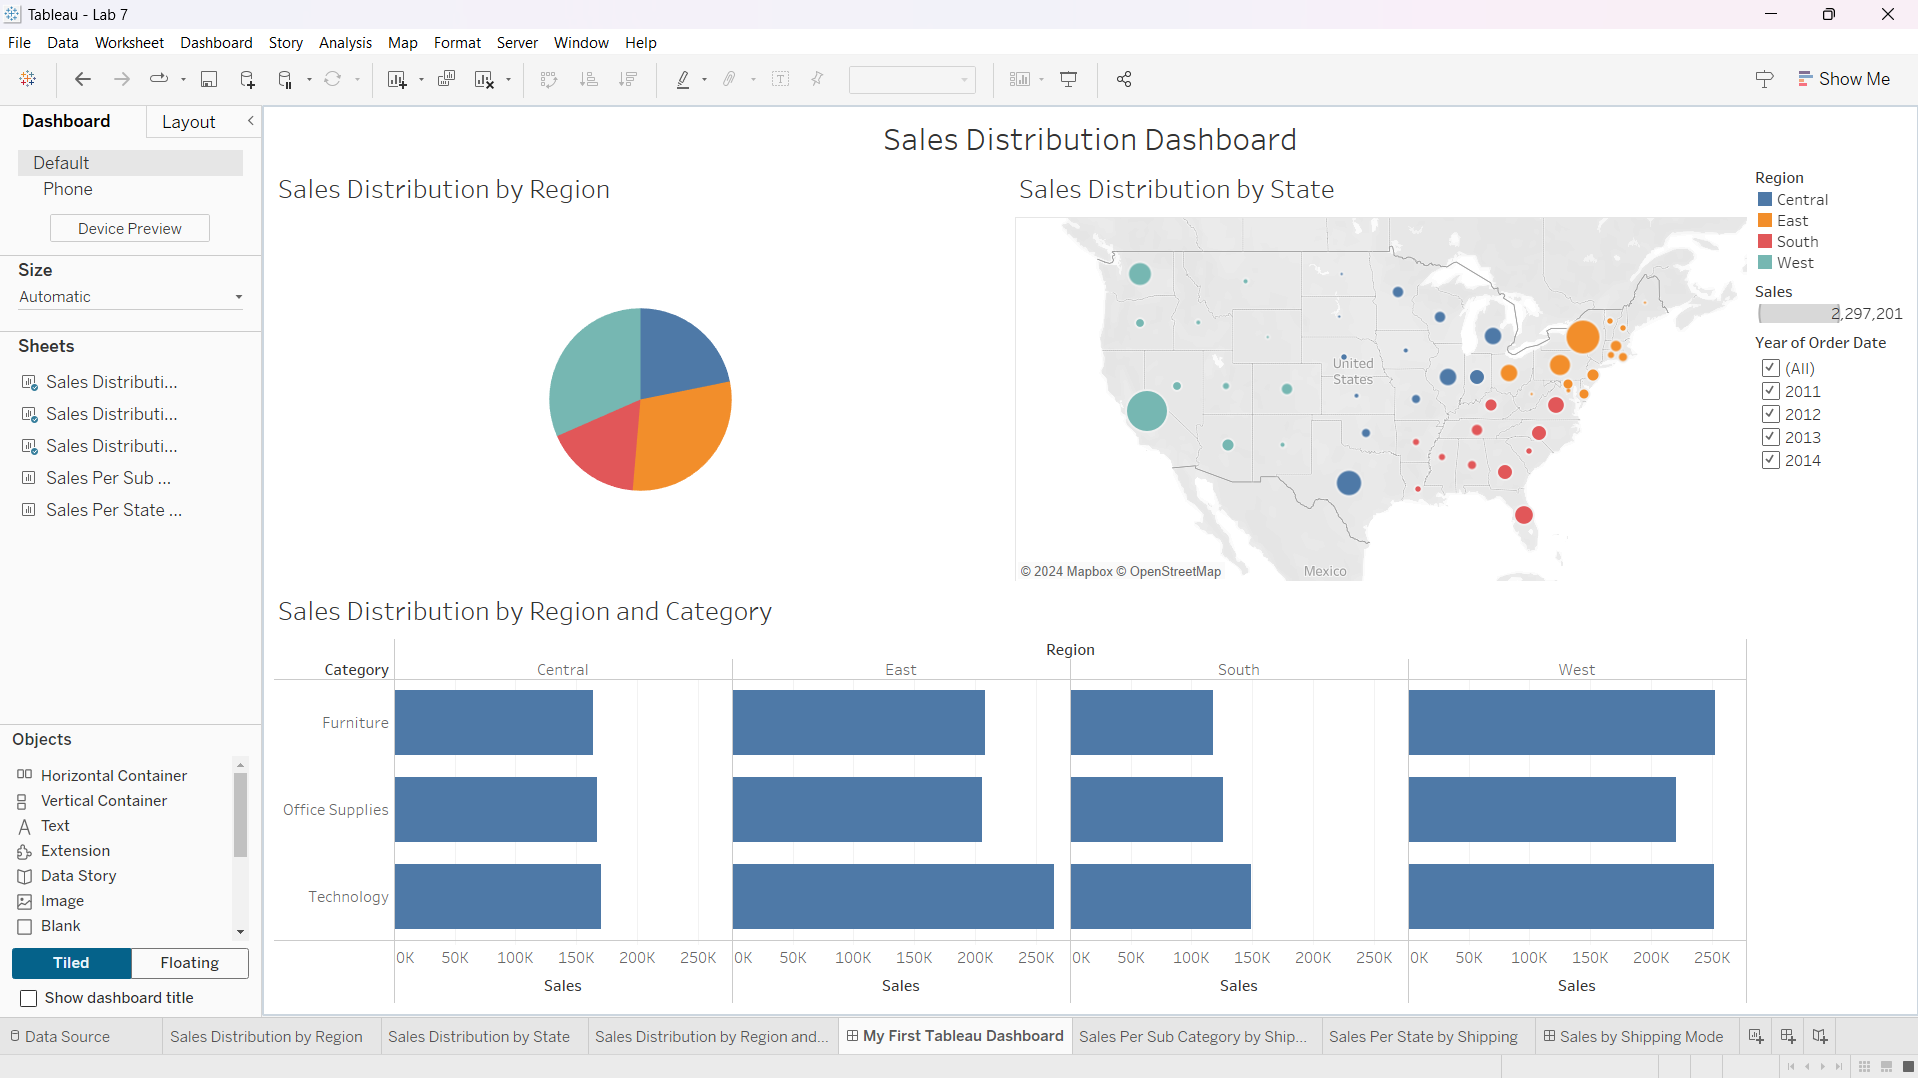 Tableau - Lab 7
File Data Worksheet Dashboard Story Analysis Map Format Server Window Help
Show Me
Dashboard
Layout
Default
Phone
Device Preview
Size
Automatic
Sheets
Sales Distributi...
Sales Distributi...
Sales Distributi...
Sales Per Sub ...
Sales Per State ...
Objects
Horizontal Container
Vertical Container
Text
Extension
Data Story
Image
Blank
Tiled
Floating
Show dashboard title
Sales Distribution Dashboard
Sales Distribution by Region
Sales Distribution by State
United
States
Mexico
© 2024 Mapbox © OpenStreetMap
Region
Central
East
South
West
Sales
2,297,201
Year of Order Date
(All)
2011
2012
2013
2014
Sales Distribution by Region and Category
Region
Category Central East South West
Furniture
Office Supplies
Technology
0K 50K 100K 150K 200K 250K 0K 50K 100K 150K 200K 250K 0K 50K 100K 150K 200K 250K 0K 50K 100K 150K 200K 250K
Sales Sales Sales Sales
Data Source
Sales Distribution by Region
Sales Distribution by State
Sales Distribution by Region and...
My First Tableau Dashboard
Sales Per Sub Category by Ship...
Sales Per State by Shipping
Sales by Shipping Mode